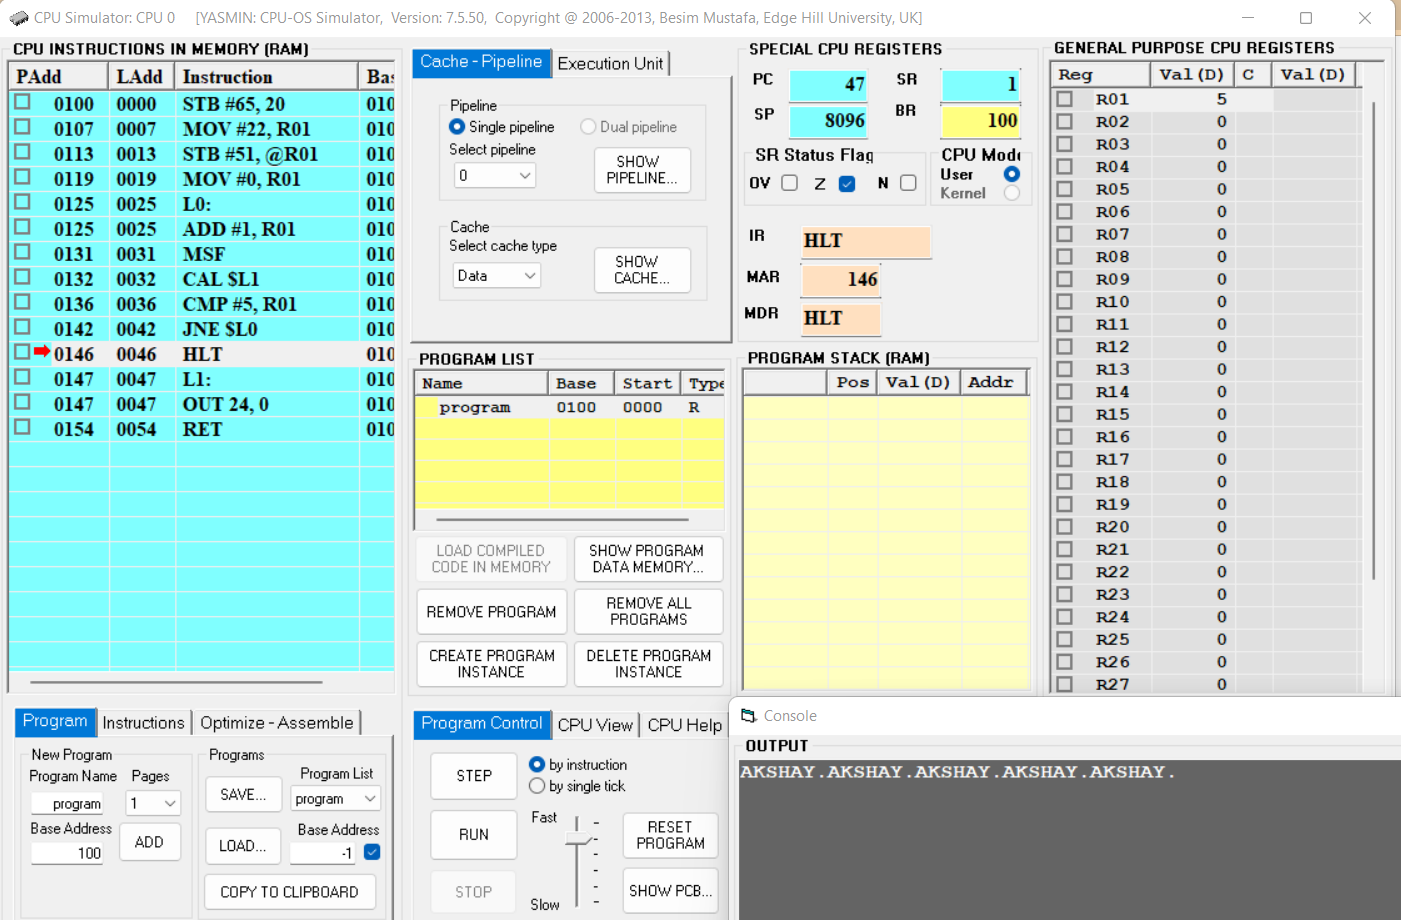 CPU Simulator: CPU 0 [YASMIN: CPU-OS Simulator, Version: 7.5.50, Copyright @ 2006-2013, Besim Mustafa, Edge Hill University, UK]
CPU INSTRUCTIONS IN MEMORY (RAM)
PAdd LAdd Instruction Bas
0100 0000 STB #65, 20 010
0107 0007 MOV #22, R01 010
0113 0013 STB #51, @R01 010
0119 0019 MOV #0, R01 010
0125 0025 L0: 010
0125 0025 ADD #1, R01 010
0131 0031 MSF 010
0132 0032 CAL $L1 010
0136 0036 CMP #5, R01 010
0142 0042 JNE $L0 010
0146 0046 HLT 010
0147 0047 L1: 010
0147 0047 OUT 24, 0 010
0154 0054 RET 010
Program Instructions Optimize - Assemble
New Program
Program Name Pages
program 1
Base Address
100 ADD
Programs
Program List
SAVE... program
Base Address
LOAD... -1
COPY TO CLIPBOARD
Cache - Pipeline Execution Unit
Pipeline
Single pipeline Dual pipeline
Select pipeline
0
SHOW
PIPELINE...
Cache
Select cache type
Data
SHOW
CACHE...
PROGRAM LIST
Name Base Start Type
program 0100 0000 R
LOAD COMPILED
CODE IN MEMORY
SHOW PROGRAM
DATA MEMORY...
REMOVE PROGRAM
REMOVE ALL
PROGRAMS
CREATE PROGRAM
INSTANCE
DELETE PROGRAM
INSTANCE
Program Control CPU View CPU Help
STEP
by instruction
by single tick
RUN
Fast
RESET
PROGRAM
STOP
Slow
SHOW PCB...
SPECIAL CPU REGISTERS
PC 47 SR 1
SP 8096 BR 100
SR Status Flag
OV Z N
CPU Mode
User
Kernel
IR HLT
MAR 146
MDR HLT
PROGRAM STACK (RAM)
Pos Val(D) Addr
GENERAL PURPOSE CPU REGISTERS
Reg Val(D) C Val(D)
R01 5
R02 0
R03 0
R04 0
R05 0
R06 0
R07 0
R08 0
R09 0
R10 0
R11 0
R12 0
R13 0
R14 0
R15 0
R16 0
R17 0
R18 0
R19 0
R20 0
R21 0
R22 0
R23 0
R24 0
R25 0
R26 0
R27 0
Console
OUTPUT
AKSHAY.AKSHAY.AKSHAY.AKSHAY.AKSHAY.